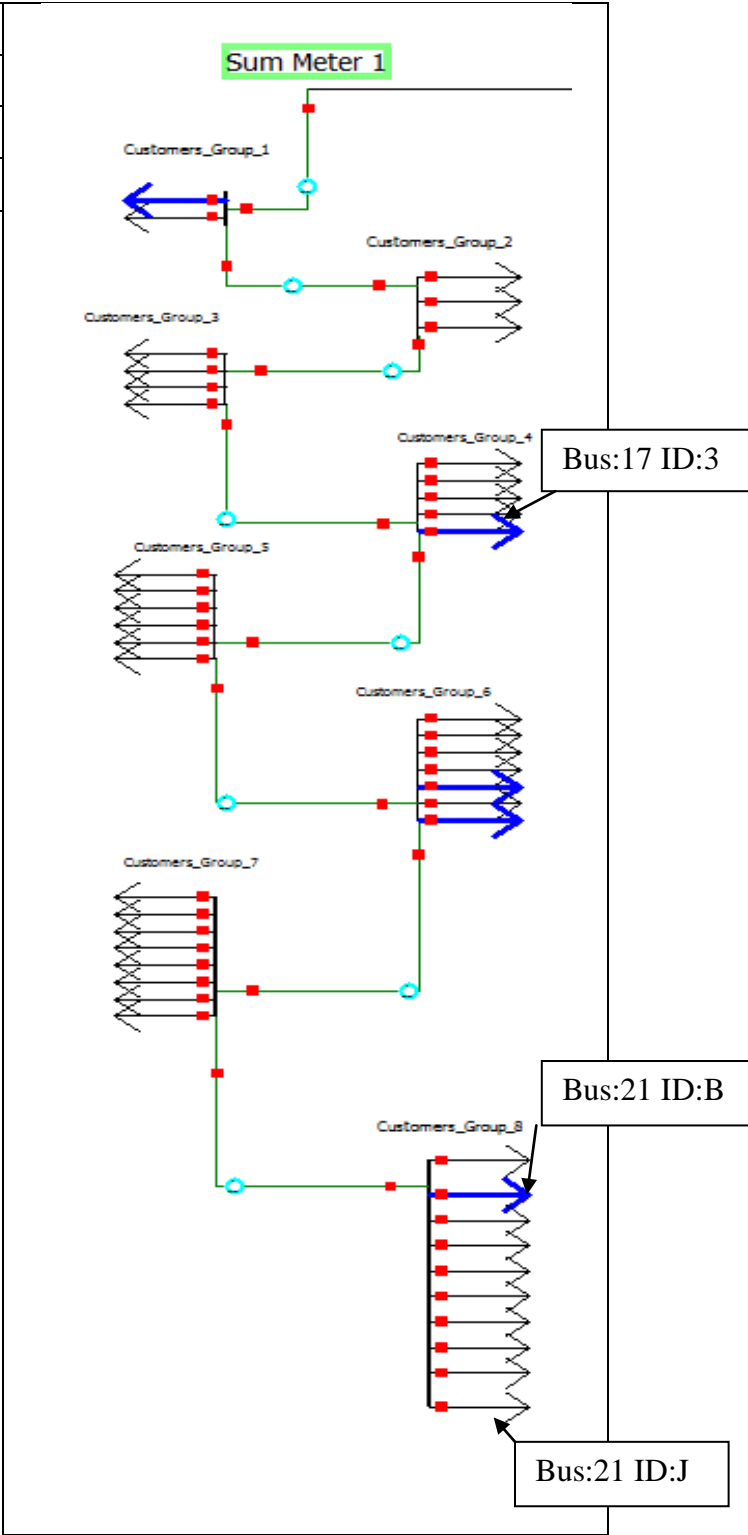 Sum Meter 1
Customers_Group_1
Customers_Group_2
Customers_Group_3
Customers_Group_4
Bus:17 ID:3
Customers_Group_5
Customers_Group_6
Customers_Group_7
Bus:21 ID:B
Customers_Group_8
Bus:21 ID:J